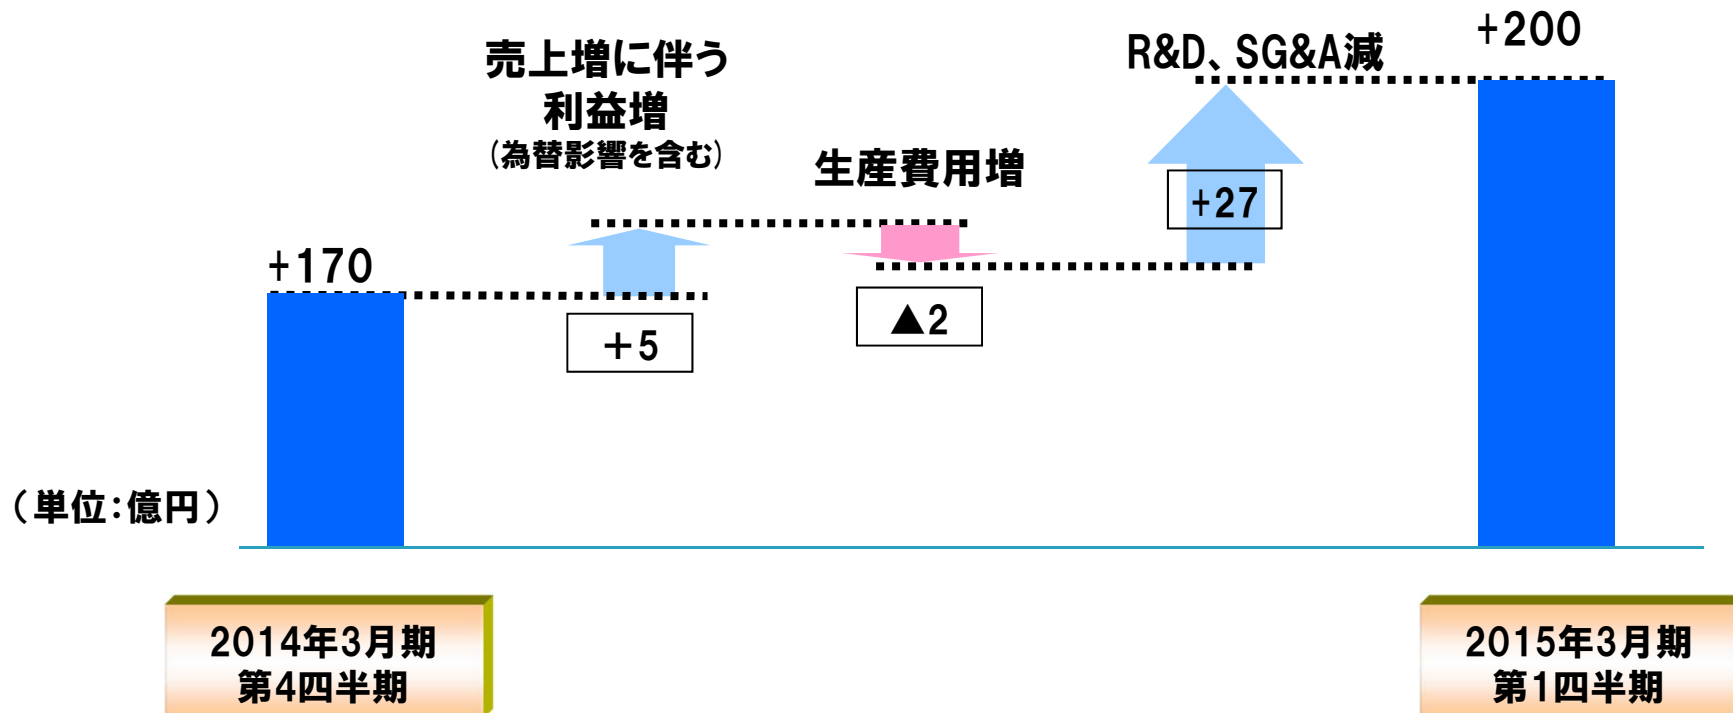 売上増に伴う
利益増
（為替影響を含む）
生産費用増
R&D、SG&A減
+200
+170
+27
＋5
▲2
（単位：億円）
2014年3月期
第4四半期
2015年3月期
第1四半期